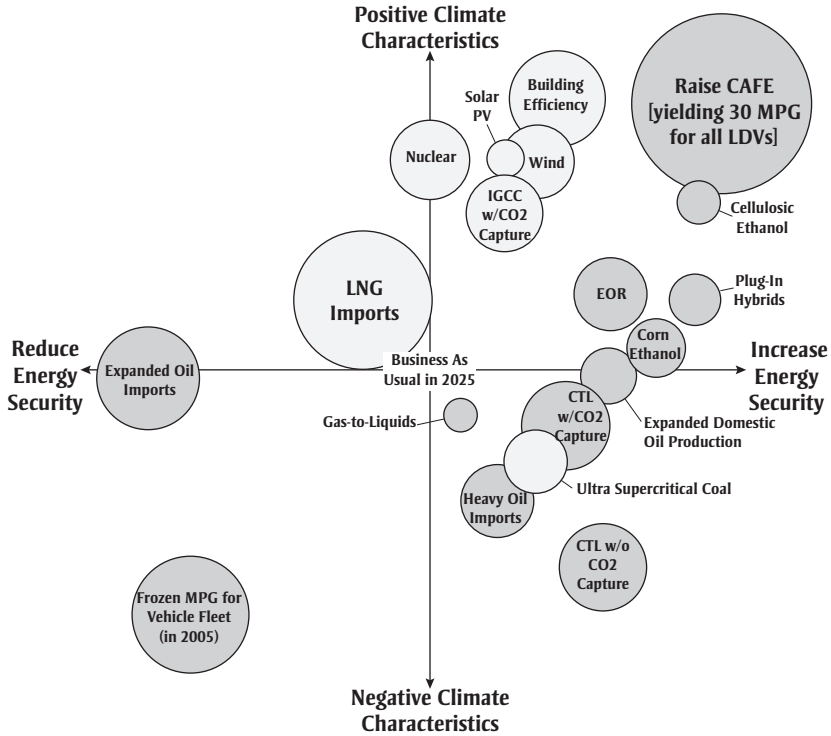 Positive Climate
Characteristics
Building
Efficiency
Solar
PV
Raise CAFE
[yielding 30 MPG
for all LDVs]
Nuclear
Wind
IGCC
w/CO2
Capture
Cellulosic
Ethanol
LNG
Imports
EOR
Plug-In
Hybrids
Corn
Ethanol
Reduce
Energy
Security
Expanded Oil
Imports
Business As
Usual in 2025
Increase
Energy
Security
CTL
w/CO2
Capture
Gas-to-Liquids
Expanded Domestic
Oil Production
Ultra Supercritical Coal
Heavy Oil
Imports
CTL w/o
CO2
Capture
Frozen MPG for
Vehicle Fleet
(in 2005)
Negative Climate
Characteristics